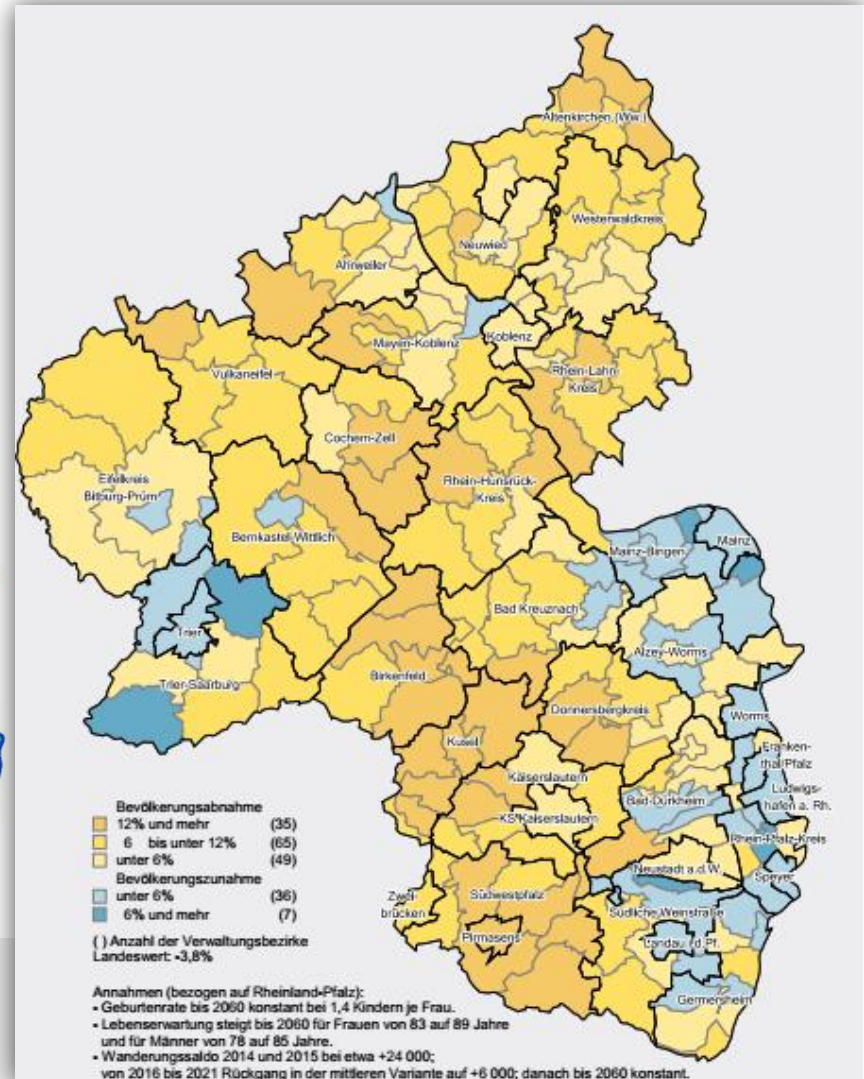 Altenkirchen (Ww.)
Westerwaldkreis
Neuwied
Ahrweiler
Mayen-Koblenz
Koblenz
Rhein-Lahn-
Kreis
Vulkaneifel
Cochem-Zell
Rhein-Hunsrück-
Kreis
Eifelkreis
Bitburg-Prüm
Bernkastel-Wittlich
Mainz-Bingen
Mainz
Bad Kreuznach
Trier
Alzey-Worms
Trier-Saarburg
Birkenfeld
Donnersbergkreis
Worms
Kusel
Franken-
thal/Pfalz
Kaiserslautern
Ludwigs-
hafen a. Rh.
Bad-Dürkheim
KS Kaiserslautern
Rhein-Pfalz-Kreis
Neustadt a.d.W.
Speyer
Zwei-
brücken
Südwestpfalz
Südliche Weinstraße
Pirmasens
Landau i.d.Pf.
Germersheim
Bevölkerungsabnahme
12% und mehr (35)
6 bis unter 12% (65)
unter 6% (49)
Bevölkerungszunahme
unter 6% (36)
6% und mehr (7)
( ) Anzahl der Verwaltungsbezirke
Landeswert: -3,8%
Annahmen (bezogen auf Rheinland-Pfalz):
- Geburtenrate bis 2060 konstant bei 1,4 Kindern je Frau.
- Lebenserwartung steigt bis 2060 für Frauen von 83 auf 89 Jahre
und für Männer von 78 auf 85 Jahre.
- Wanderungssaldo 2014 und 2015 bei etwa +24 000;
von 2016 bis 2021 Rückgang in der mittleren Variante auf +6 000; danach bis 2060 konstant.